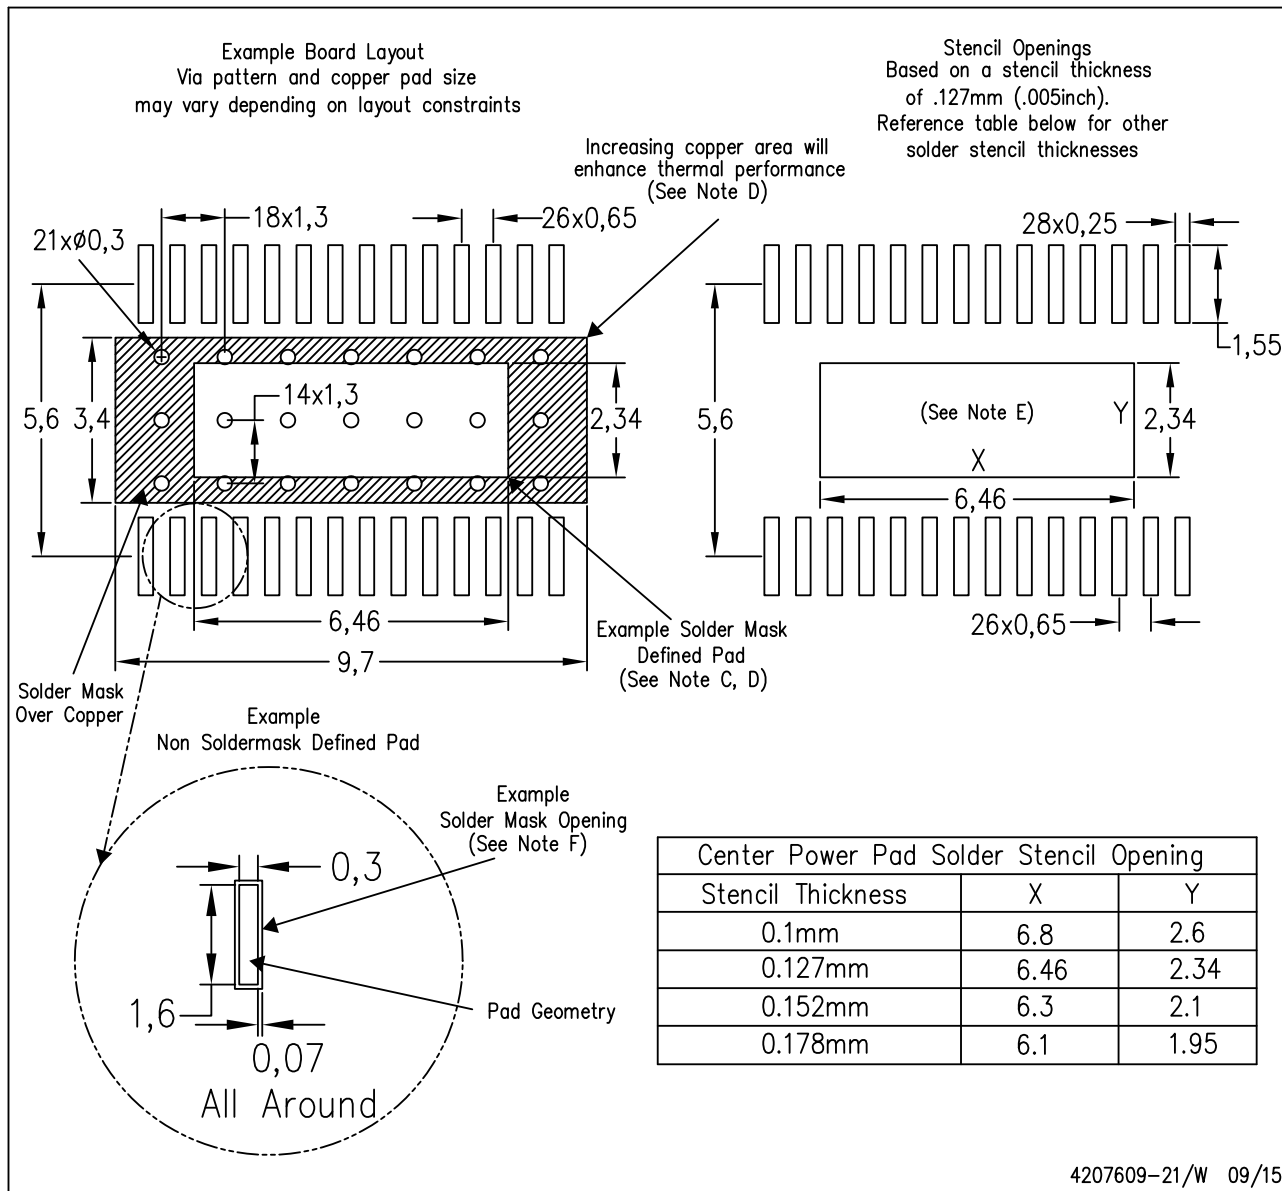 Example Board Layout
Via pattern and copper pad size
may vary depending on layout constraints
Stencil Openings
Based on a stencil thickness
of .127mm (.005inch).
Reference table below for other
solder stencil thicknesses
Increasing copper area will
enhance thermal performance
(See Note D)
18x1,3
26x0,65
21xø0,3
28x0,25
1,55
5,6
3,4
14x1,3
2,34
5,6
(See Note E)
Y
2,34
X
6,46
6,46
9,7
26x0,65
Example Solder Mask
Defined Pad
(See Note C, D)
Solder Mask
Over Copper
Example
Non Soldermask Defined Pad
Example
Solder Mask Opening
(See Note F)
0,3
1,6
Pad Geometry
0,07
All Around
Center Power Pad Solder Stencil Opening
Stencil Thickness X Y
0.1mm 6.8 2.6
0.127mm 6.46 2.34
0.152mm 6.3 2.1
0.178mm 6.1 1.95
4207609-21/W 09/15